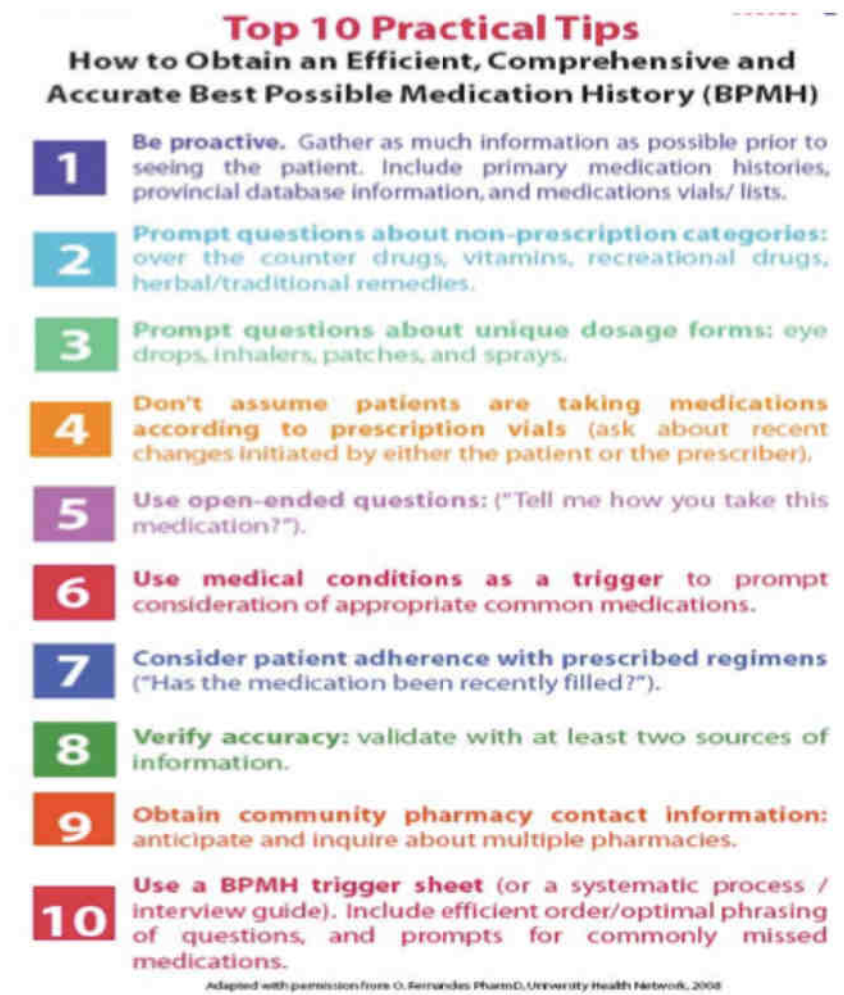 Top 10 Practical Tips
How to Obtain an Efficient, Comprehensive and
Accurate Best Possible Medication History (BPMH)
1
Be proactive. Gather as much information as possible prior to
seeing the patient. Include primary medication histories,
provincial database information, and medications vials/ lists.
2
Prompt questions about non-prescription categories:
over the counter drugs, vitamins, recreational drugs,
herbal/traditional remedies.
3
Prompt questions about unique dosage forms: eye
drops, inhalers, patches, and sprays.
4
Don't assume patients are taking medications
according to prescription vials (ask about recent
changes initiated by either the patient or the prescriber).
5
Use open-ended questions: ("Tell me how you take this
medication?").
6
Use medical conditions as a trigger to prompt
consideration of appropriate common medications.
7
Consider patient adherence with prescribed regimens
("Has the medication been recently filled?").
8
Verify accuracy: validate with at least two sources of
information.
9
Obtain community pharmacy contact information:
anticipate and inquire about multiple pharmacies.
10
Use a BPMH trigger sheet (or a systematic process /
interview guide). Include efficient order/optimal phrasing
of questions, and prompts for commonly missed
medications.
Adapted with permission from O. Fernandes PharmD, University Health Network, 2008